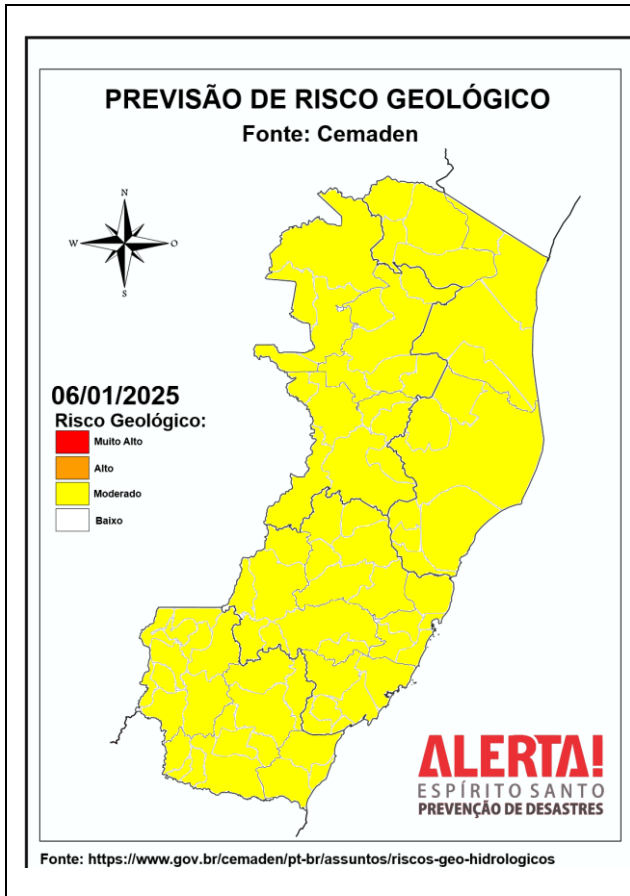 PREVISÃO DE RISCO GEOLÓGICO
Fonte: Cemaden
N
W
O
S
06/01/2025
Risco Geológico:
Muito Alto
Alto
Moderado
Baixo
ALERTA!
ESPÍRITO SANTO
PREVENÇÃO DE DESASTRES
Fonte: https://www.gov.br/cemaden/pt-br/assuntos/riscos-geo-hidrologicos